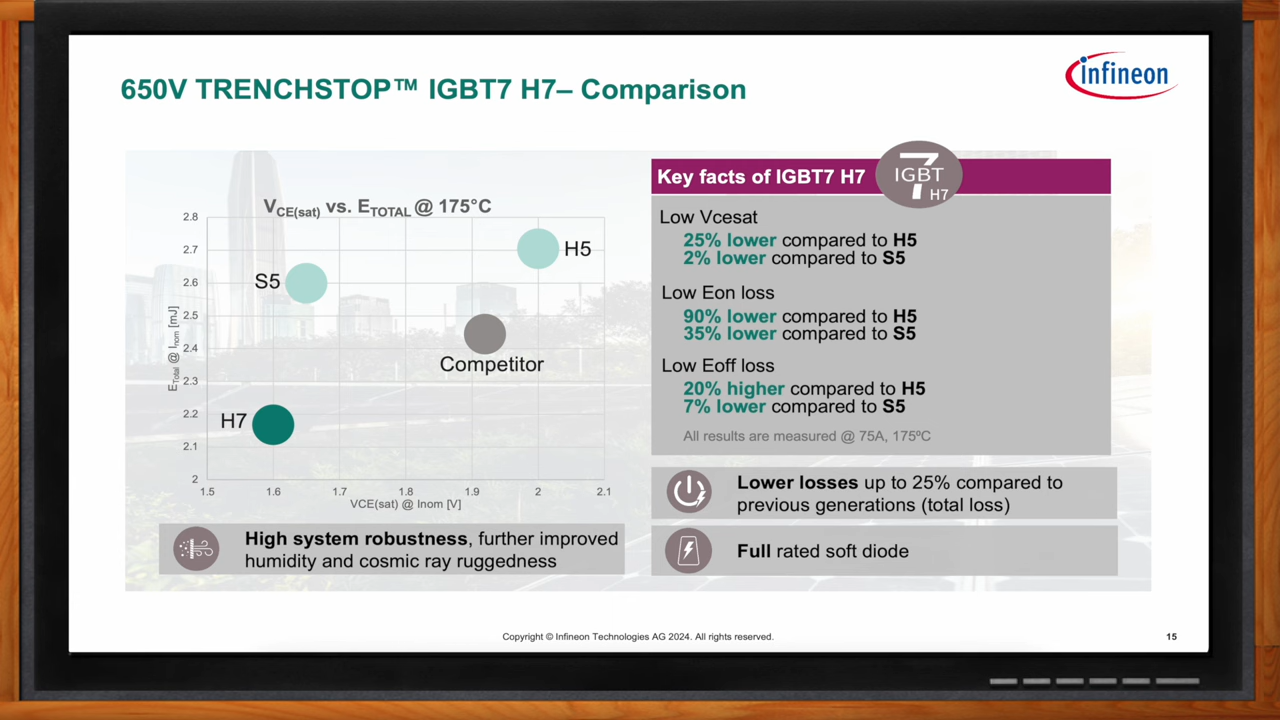 infineon
650V TRENCHSTOP™ IGBT7 H7– Comparison
VCE(sat) vs. ETOTAL @ 175°C
ETotal @ Inom [mJ]
2.8
2.7
2.6
2.5
2.4
2.3
2.2
2.1
2
1.5 1.6 1.7 1.8 1.9 2 2.1
VCE(sat) @ Inom [V]
H5
S5
Competitor
H7
High system robustness, further improved
humidity and cosmic ray ruggedness
Key facts of IGBT7 H7
7
IGBT
H7
Low Vcesat
25% lower compared to H5
2% lower compared to S5
Low Eon loss
90% lower compared to H5
35% lower compared to S5
Low Eoff loss
20% higher compared to H5
7% lower compared to S5
All results are measured @ 75A, 175ºC
Lower losses up to 25% compared to
previous generations (total loss)
Full rated soft diode
Copyright © Infineon Technologies AG 2024. All rights reserved.
15